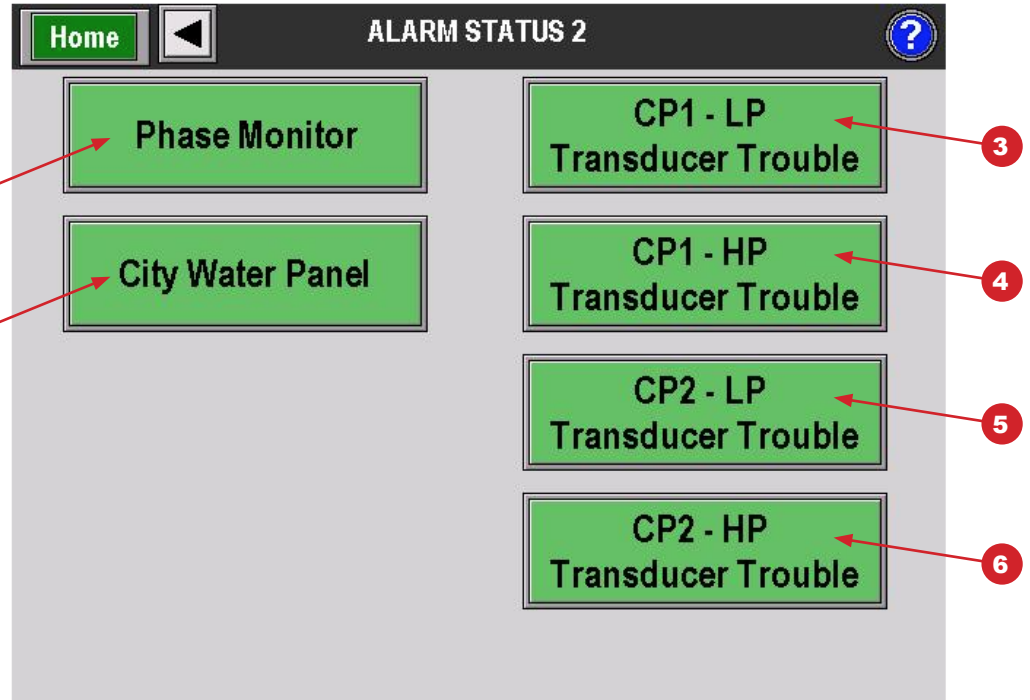 Home
ALARM STATUS 2
?
Phase Monitor
City Water Panel
CP1 - LP
Transducer Trouble
3
CP1 - HP
Transducer Trouble
4
CP2 - LP
Transducer Trouble
5
CP2 - HP
Transducer Trouble
6